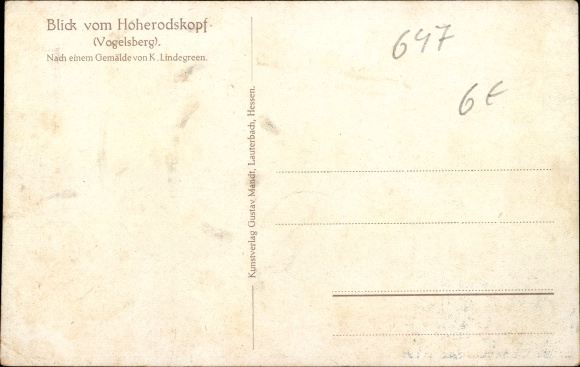 Blick vom Hoherodskopf
(Vogelsberg).
Nach einem Gemälde von K. Lindegreen.
Kunstverlag Gustav Mandt, Lauterbach, Hessen.
647
6€